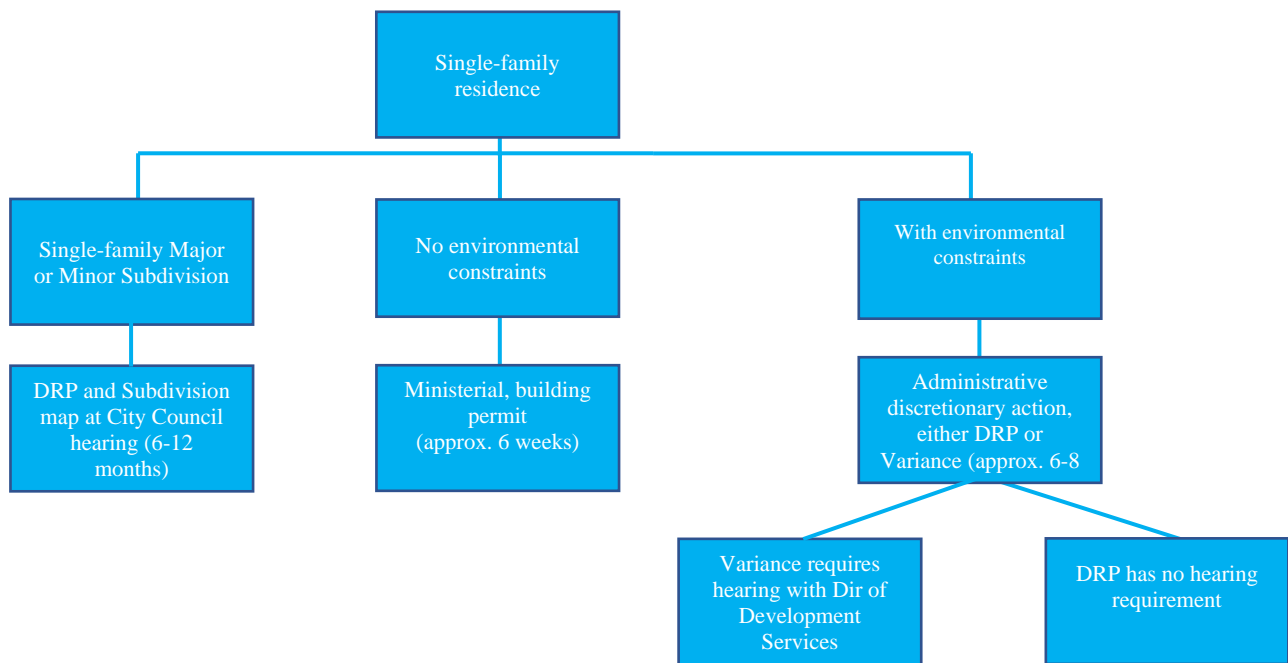 Single-family
residence
Single-family Major
or Minor Subdivision
No environmental
constraints
With environmental
constraints
DRP and Subdivision
map at City Council
hearing (6-12
months)
Ministerial, building
permit
(approx. 6 weeks)
Administrative
discretionary action,
either DRP or
Variance (approx. 6-8
Variance requires
hearing with Dir of
Development
Services
DRP has no hearing
requirement